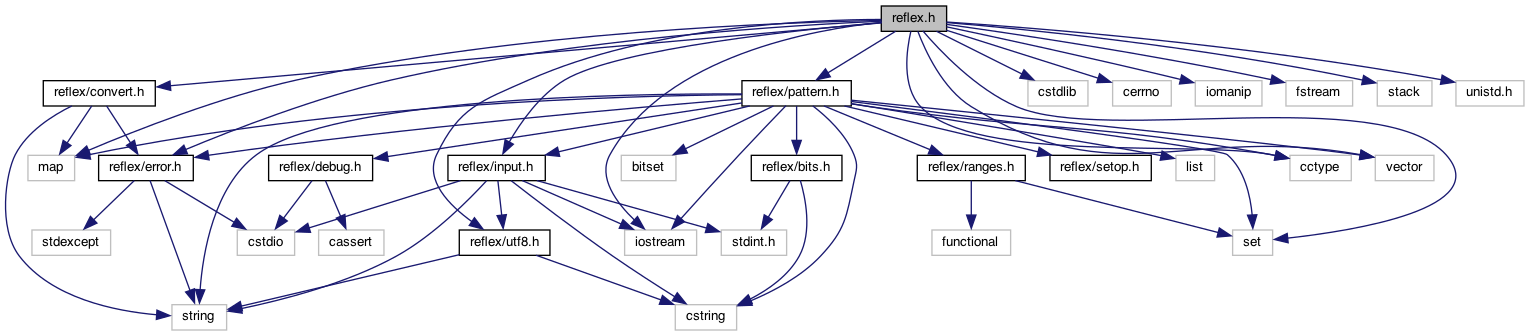 reflex.h
reflex/convert.h
reflex/pattern.h
cstdlib
cerrno
iomanip
fstream
stack
unistd.h
map
reflex/error.h
reflex/debug.h
reflex/input.h
bitset
reflex/bits.h
reflex/ranges.h
reflex/setop.h
list
cctype
vector
stdexcept
cstdio
cassert
reflex/utf8.h
iostream
stdint.h
functional
set
string
cstring